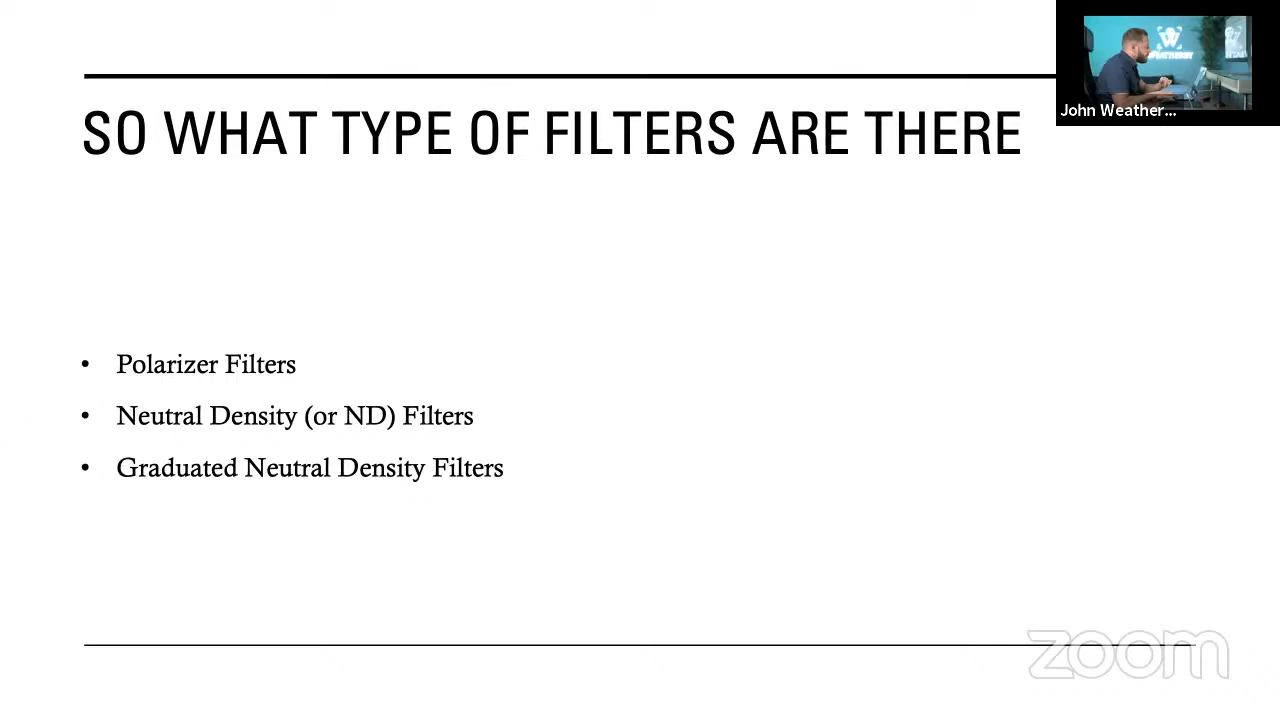 SO WHAT TYPE OF FILTERS ARE THERE
John Weather...
• Polarizer Filters
• Neutral Density (or ND) Filters
• Graduated Neutral Density Filters
zoom